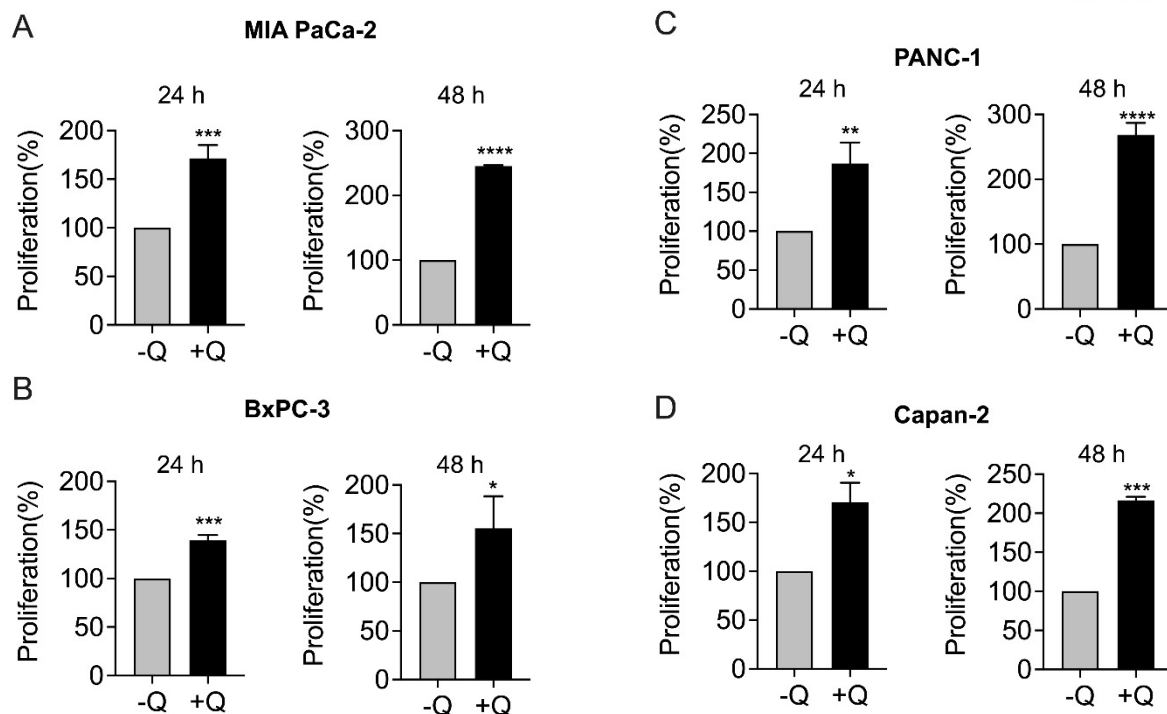 A
MIA PaCa-2
24 h
Proliferation(%)
200
150
100
50
0
***
-Q +Q
48 h
Proliferation(%)
300
200
100
0
****
-Q +Q
B
BxPC-3
24 h
Proliferation(%)
200
150
100
50
0
***
-Q +Q
48 h
Proliferation(%)
200
150
100
50
0
*
-Q +Q
C
PANC-1
24 h
Proliferation(%)
250
200
150
100
50
0
**
-Q +Q
48 h
Proliferation(%)
300
200
100
0
****
-Q +Q
D
Capan-2
24 h
Proliferation(%)
200
150
100
50
0
*
-Q +Q
48 h
Proliferation(%)
250
200
150
100
50
0
***
-Q +Q